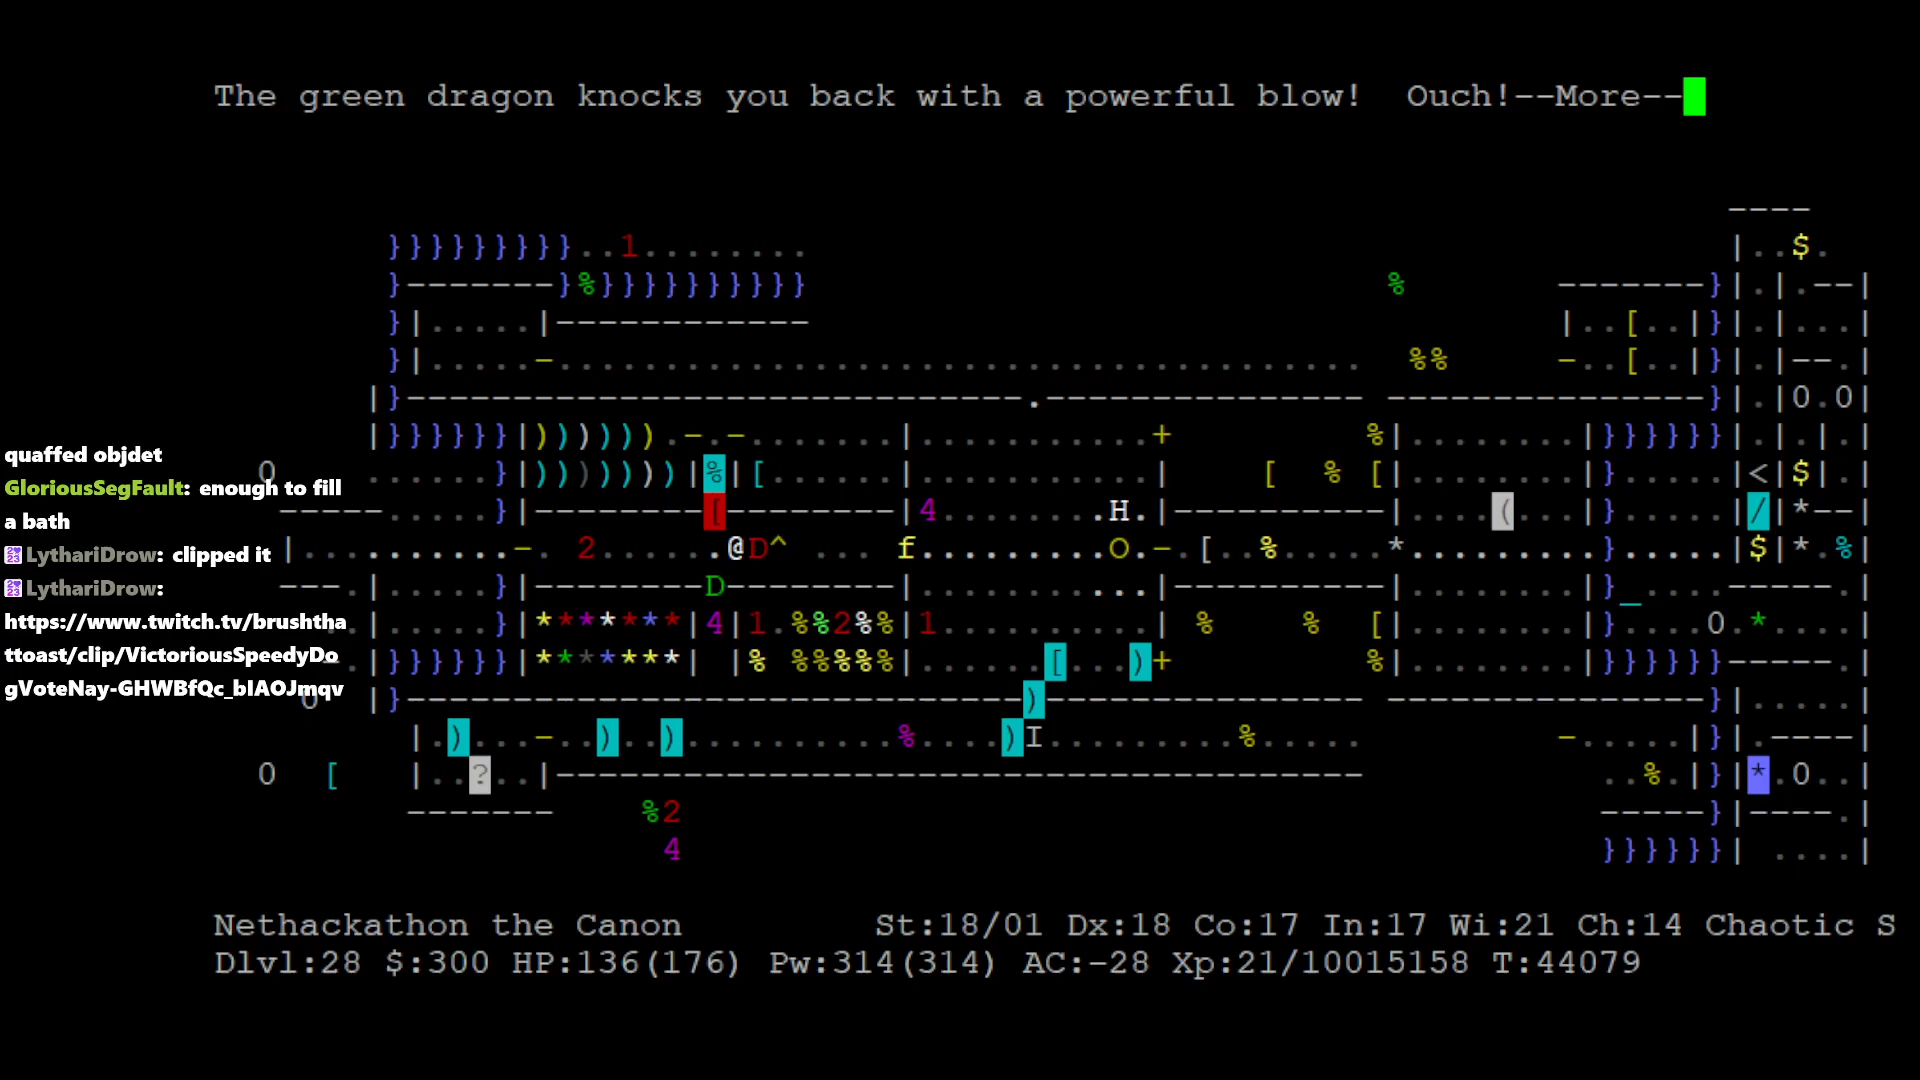 The green dragon knocks you back with a powerful blow!  Ouch!--More--
quaffed objdet
GloriousSegFault: enough to fill
a bath
LythariDrow: clipped it
LythariDrow:
https://www.twitch.tv/brushtha
ttoast/clip/VictoriousSpeedyDo
gVoteNay-GHWBfQc_bIAOJmqv
Nethackathon the Canon St:18/01 Dx:18 Co:17 In:17 Wi:21 Ch:14 Chaotic S
Dlvl:28 $:300 HP:136(176) Pw:314(314) AC:-28 Xp:21/10015158 T:44079